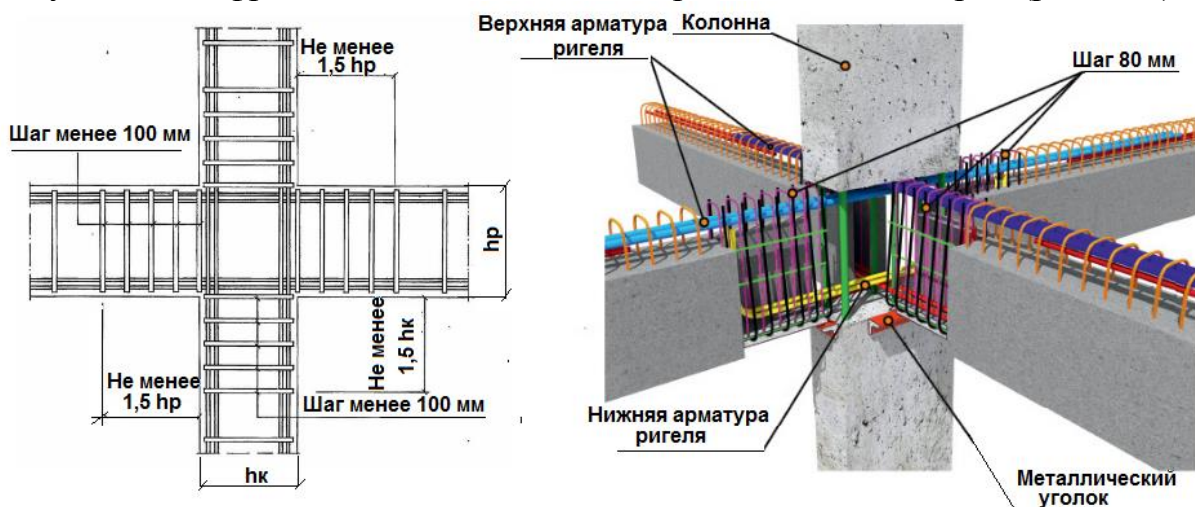 Не менее
1,5 hр
Шаг менее 100 мм
hр
Не менее
1,5 hк
Не менее
1,5 hр
Шаг менее 100 мм
hк
Верхняя арматура
ригеля
Колонна
Шаг 80 мм
Нижняя арматура
ригеля
Металлический
уголок